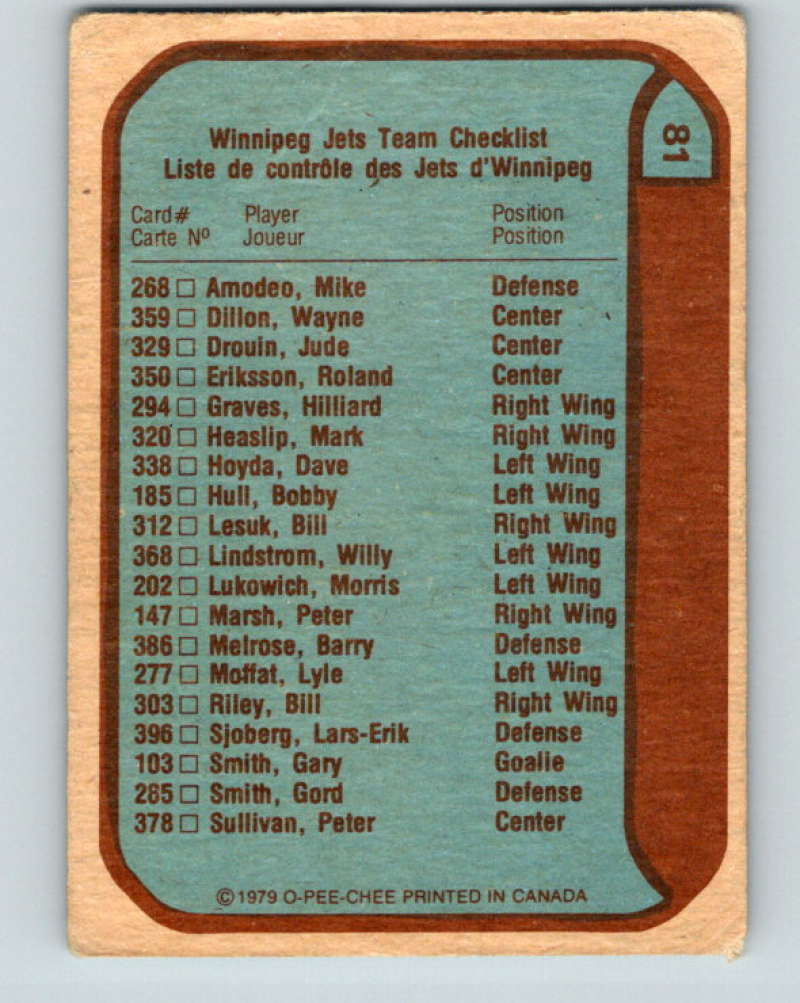 Winnipeg Jets Team Checklist
Liste de contrôle des Jets d'Winnipeg
81
Card# Player Position
Carte Nº Joueur Position
268 □ Amodeo, Mike Defense
359 □ Dillon, Wayne Center
329 □ Drouin, Jude Center
350 □ Eriksson, Roland Center
294 □ Graves, Hilliard Right Wing
320 □ Heaslip, Mark Right Wing
338 □ Hoyda, Dave Left Wing
185 □ Hull, Bobby Left Wing
312 □ Lesuk, Bill Right Wing
368 □ Lindstrom, Willy Left Wing
202 □ Lukowich, Morris Left Wing
147 □ Marsh, Peter Right Wing
386 □ Melrose, Barry Defense
277 □ Moffat, Lyle Left Wing
303 □ Riley, Bill Right Wing
396 □ Sjoberg, Lars-Erik Defense
103 □ Smith, Gary Goalie
285 □ Smith, Gord Defense
378 □ Sullivan, Peter Center
©1979 O-PEE-CHEE PRINTED IN CANADA